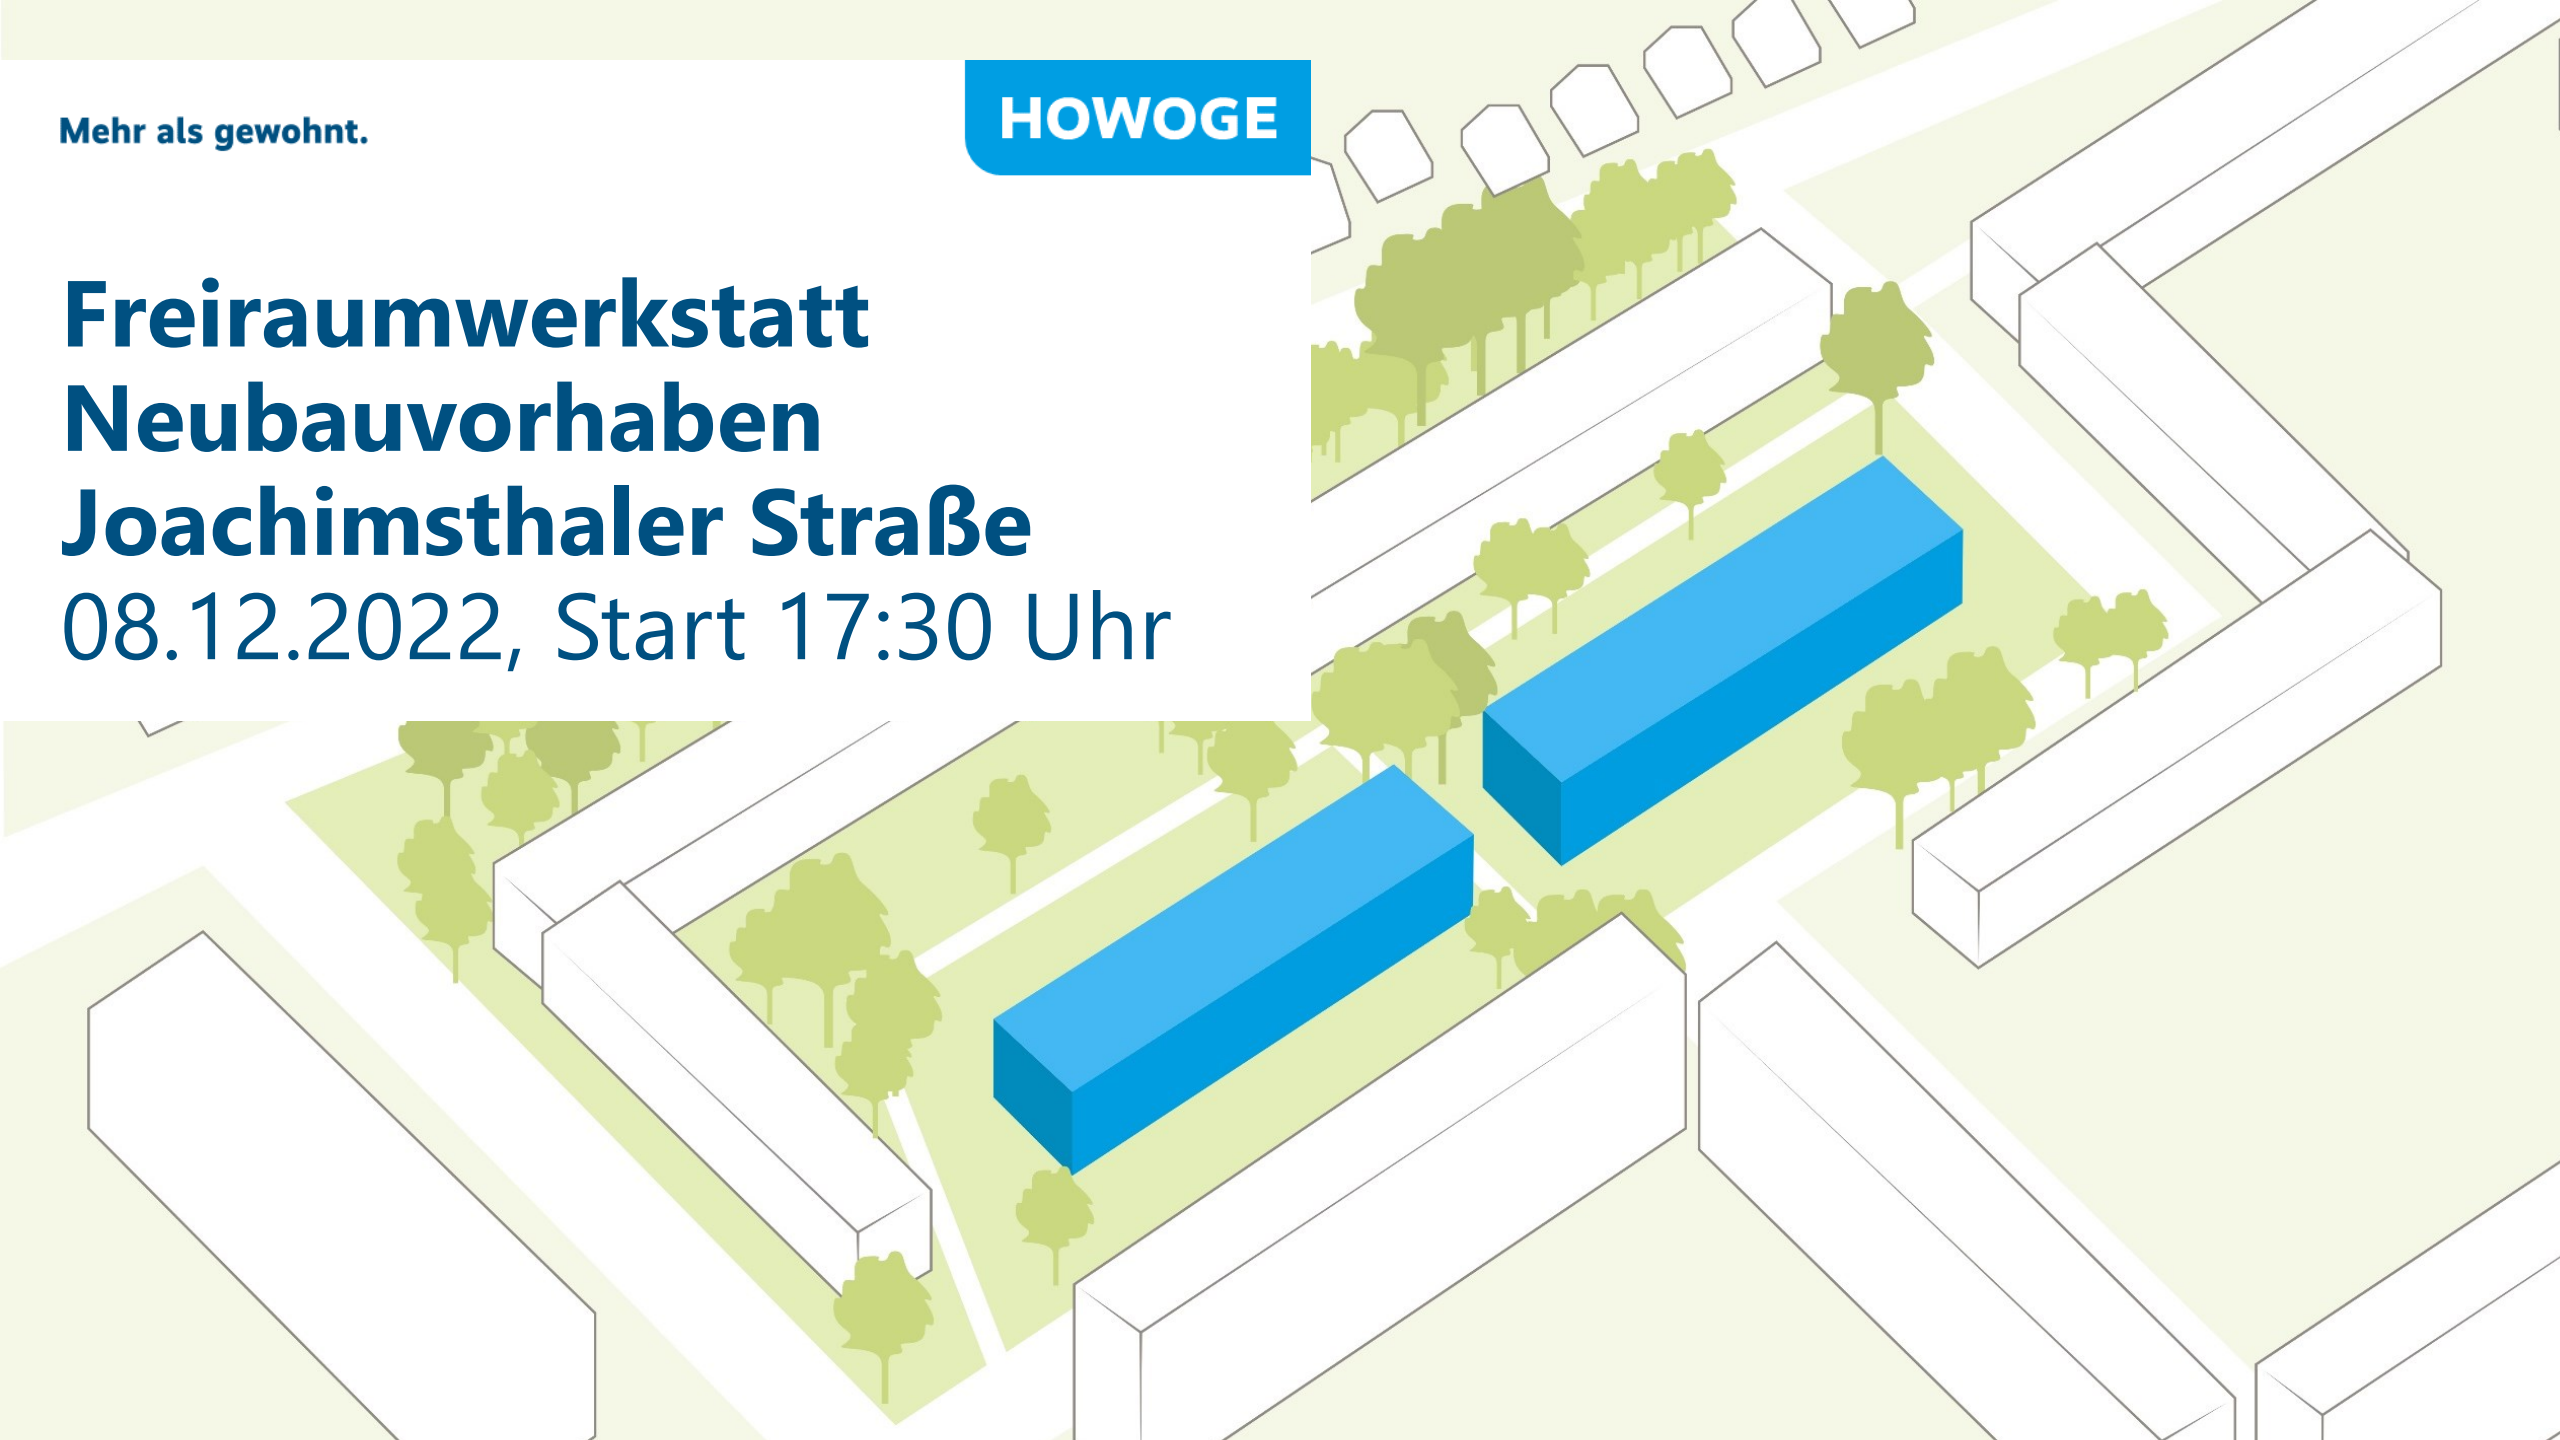 Mehr als gewohnt.
HOWOGE
Freiraumwerkstatt
Neubauvorhaben
Joachimsthaler Straße
08.12.2022, Start 17:30 Uhr